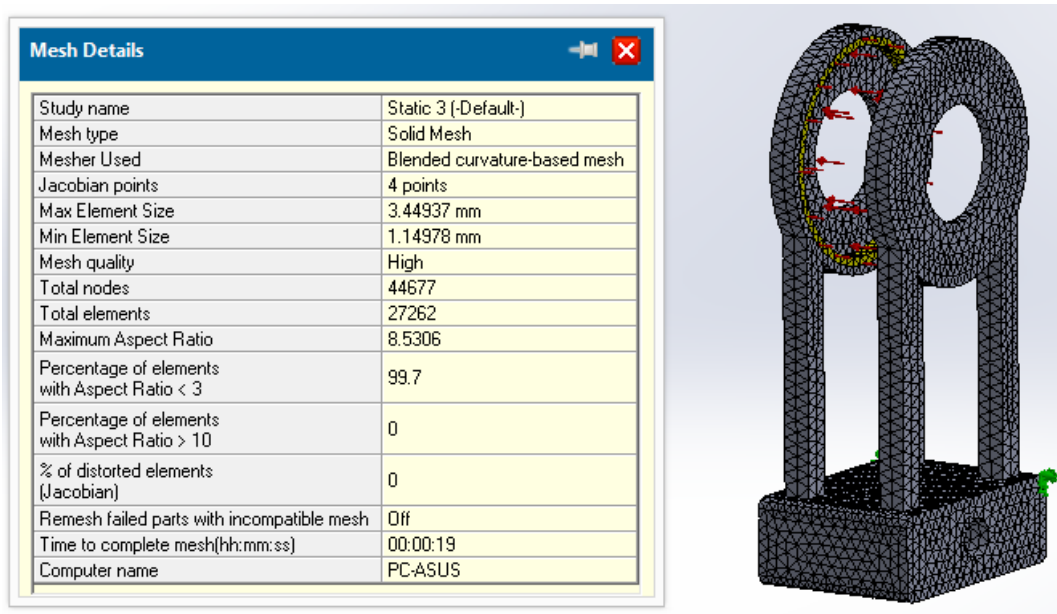 Mesh Details
Study name Static 3 (-Default-)
Mesh type Solid Mesh
Mesher Used Blended curvature-based mesh
Jacobian points 4 points
Max Element Size 3.44937 mm
Min Element Size 1.14978 mm
Mesh quality High
Total nodes 44677
Total elements 27262
Maximum Aspect Ratio 8.5306
Percentage of elements
with Aspect Ratio < 3 99.7
Percentage of elements
with Aspect Ratio > 10 0
% of distorted elements
(Jacobian) 0
Remesh failed parts with incompatible mesh Off
Time to complete mesh(hh:mm:ss) 00:00:19
Computer name PC-ASUS